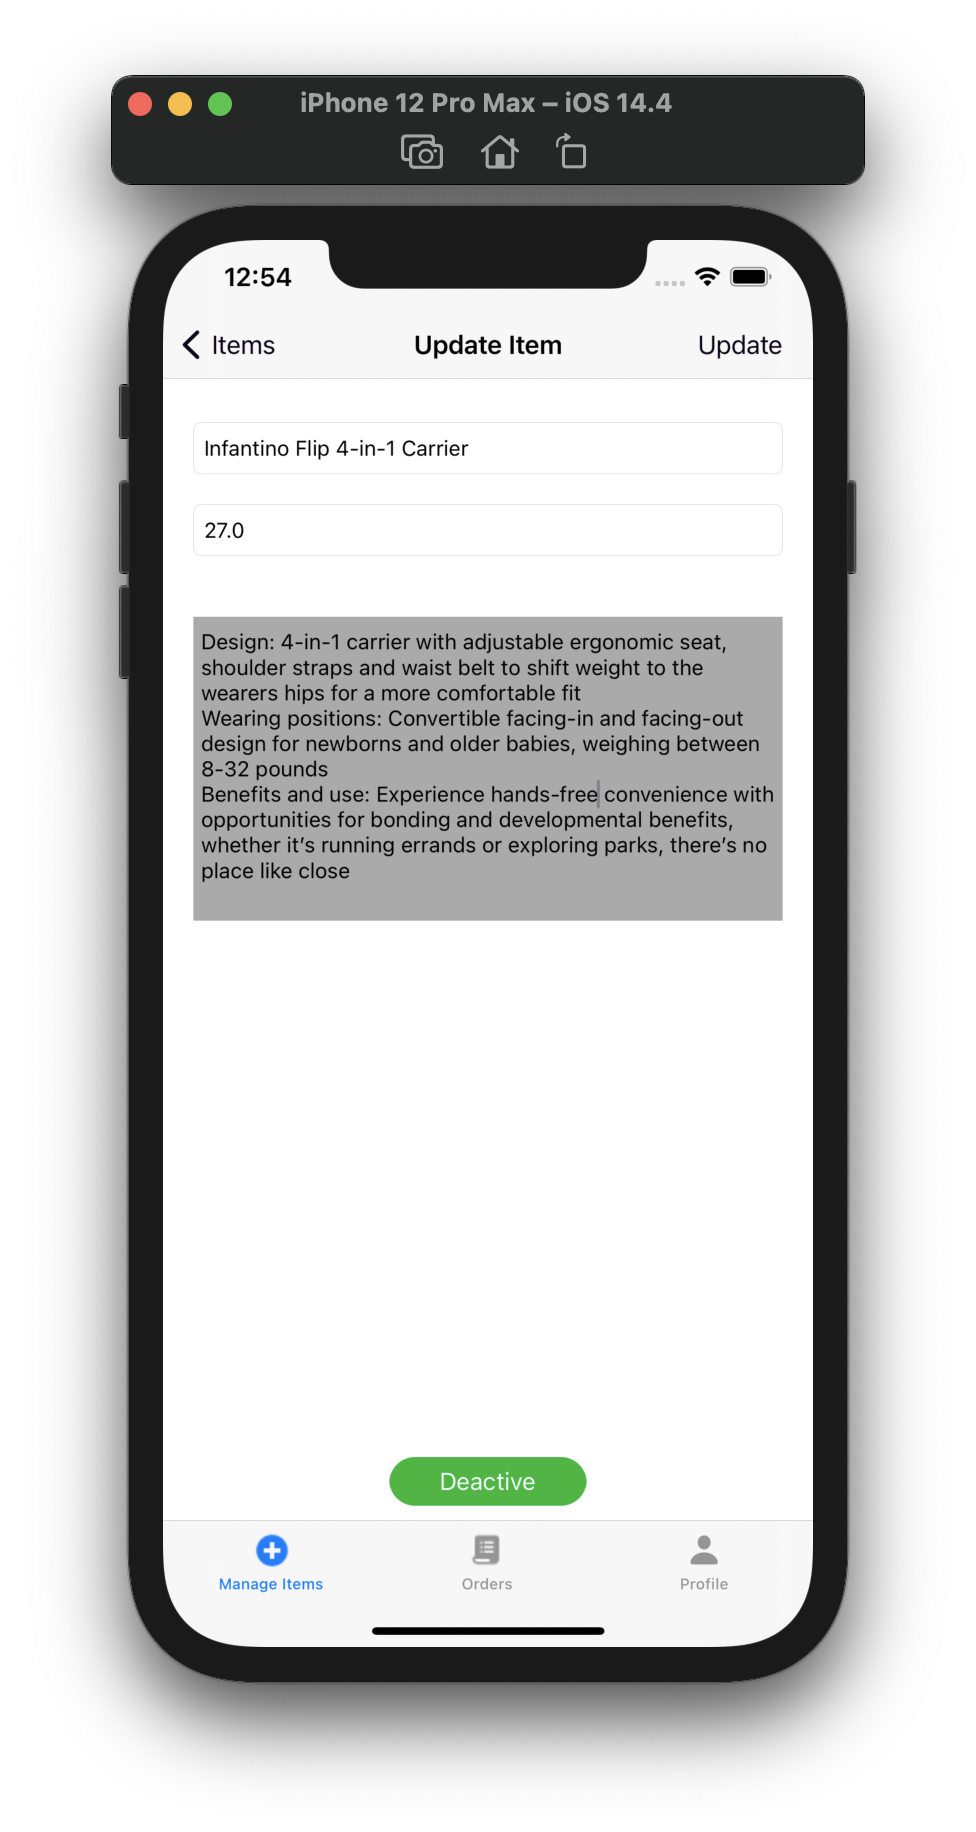 iPhone 12 Pro Max – iOS 14.4
12:54
Items
Update Item
Update
Infantino Flip 4-in-1 Carrier
27.0
Design: 4-in-1 carrier with adjustable ergonomic seat,
shoulder straps and waist belt to shift weight to the
wearers hips for a more comfortable fit
Wearing positions: Convertible facing-in and facing-out
design for newborns and older babies, weighing between
8-32 pounds
Benefits and use: Experience hands-free convenience with
opportunities for bonding and developmental benefits,
whether it’s running errands or exploring parks, there’s no
place like close
Deactive
Manage Items
Orders
Profile